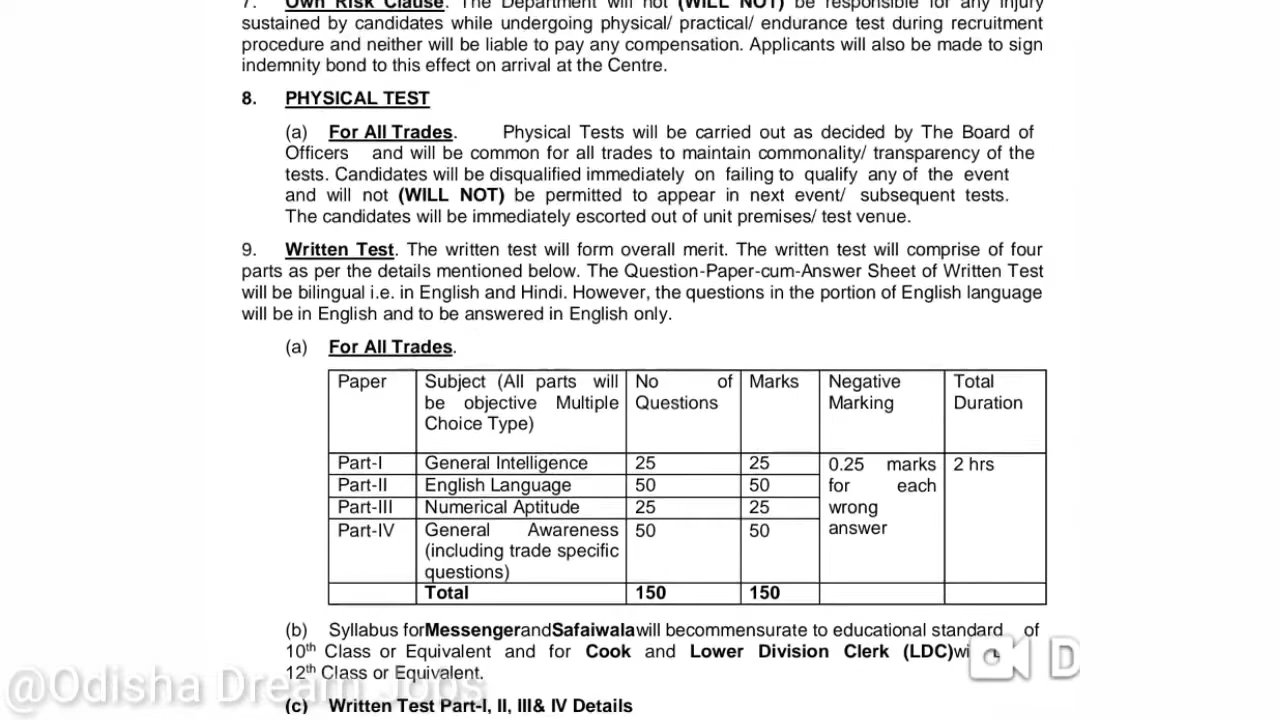 7. Own Risk Clause. The Department will not (WILL NOT) be responsible for any injury
sustained by candidates while undergoing physical/ practical/ endurance test during recruitment
procedure and neither will be liable to pay any compensation. Applicants will also be made to sign
indemnity bond to this effect on arrival at the Centre.
8. PHYSICAL TEST
(a) For All Trades. Physical Tests will be carried out as decided by The Board of
Officers and will be common for all trades to maintain commonality/ transparency of the
tests. Candidates will be disqualified immediately on failing to qualify any of the event
and will not (WILL NOT) be permitted to appear in next event/ subsequent tests.
The candidates will be immediately escorted out of unit premises/ test venue.
9. Written Test. The written test will form overall merit. The written test will comprise of four
parts as per the details mentioned below. The Question-Paper-cum-Answer Sheet of Written Test
will be bilingual i.e. in English and Hindi. However, the questions in the portion of English language
will be in English and to be answered in English only.
(a) For All Trades.
Paper Subject (All parts will No of Marks Negative Total
be objective Multiple Questions Marking Duration
Choice Type)
Part-I General Intelligence 25 25 0.25 marks 2 hrs
Part-II English Language 50 50 for each
Part-III Numerical Aptitude 25 25 wrong
Part-IV General Awareness 50 50 answer
(including trade specific
questions)
Total 150 150
(b) Syllabus forMessengerandSafaiwalawill becommensurate to educational standard of
10th Class or Equivalent and for Cook and Lower Division Clerk (LDC)wi
12th Class or Equivalent.
@Odisha Dream Jobs
(c) Written Test Part-I, II, III& IV Details